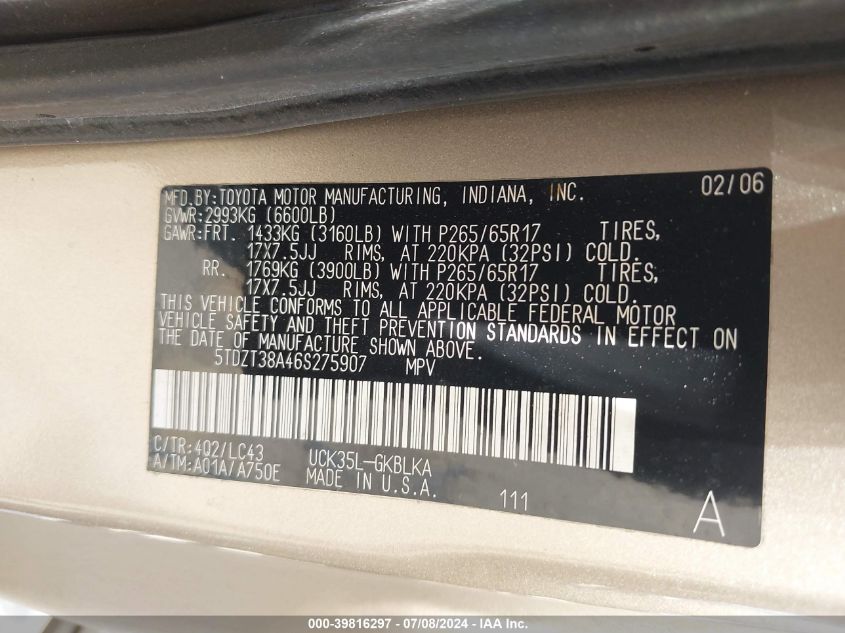 MFD.BY:TOYOTA MOTOR MANUFACTURING, INDIANA, INC. 02/06
GVWR:2993KG (6600LB)
GAWR:FRT. 1433KG (3160LB) WITH P265/65R17 TIRES,
17X7.5JJ RIMS, AT 220KPA (32PSI) COLD.
RR. 1769KG (3900LB) WITH P265/65R17 TIRES,
17X7.5JJ RIMS, AT 220KPA (32PSI) COLD.
THIS VEHICLE CONFORMS TO ALL APPLICABLE FEDERAL MOTOR
VEHICLE SAFETY AND THEFT PREVENTION STANDARDS IN EFFECT ON
THE DATE OF MANUFACTURE SHOWN ABOVE.
5TDZT38A46S275907 MPV
C/TR:4Q2/LC43 UCK35L-GKBLKA
A/TM:A01A/A750E MADE IN U.S.A.
111 A
000-39816297 - 07/08/2024 - IAA Inc.